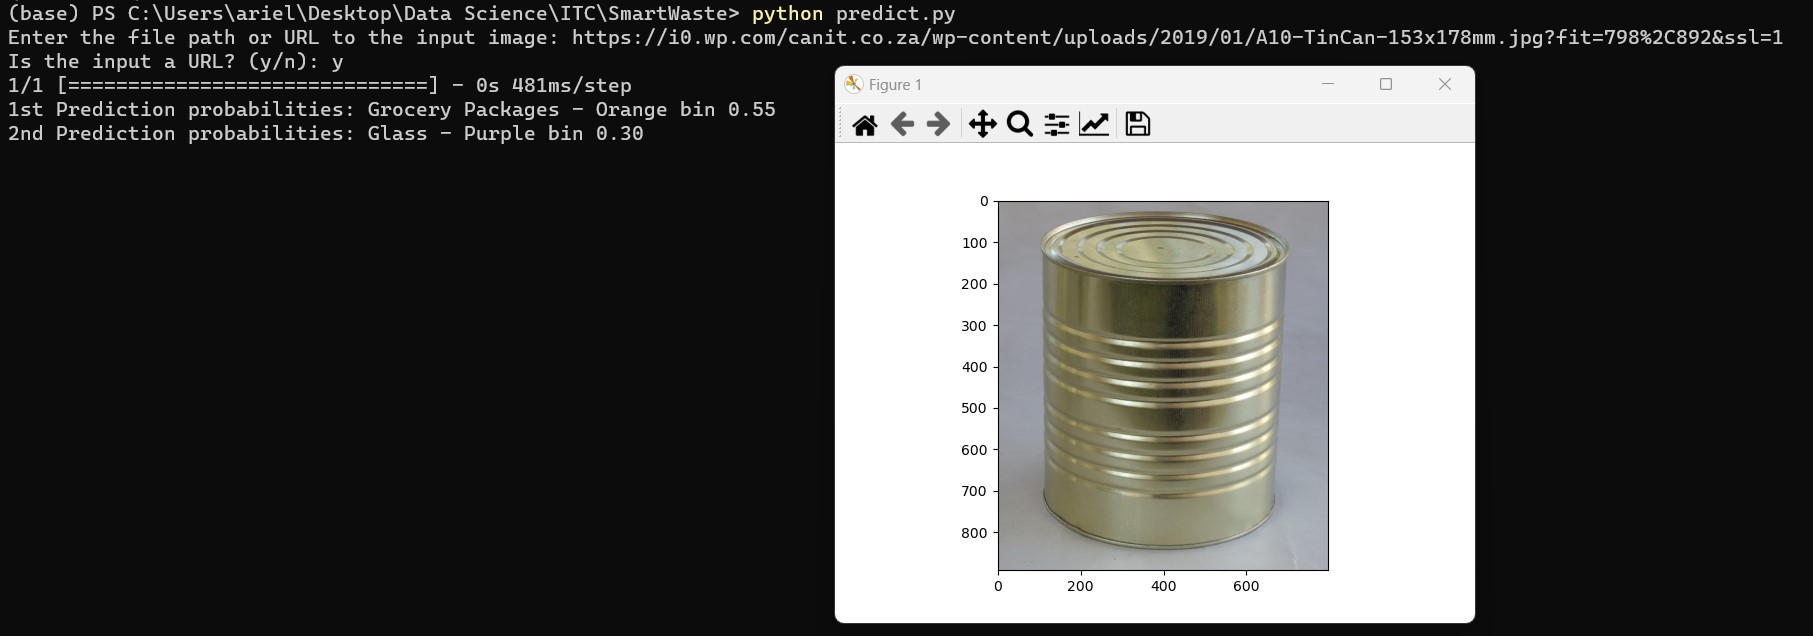 (base) PS C:\Users\ariel\Desktop\Data Science\ITC\SmartWaste> python predict.py
Enter the file path or URL to the input image: https://i0.wp.com/canit.co.za/wp-content/uploads/2019/01/A10-TinCan-153x178mm.jpg?fit=798%2C892&ssl=1
Is the input a URL? (y/n): y
1/1 [==============================] - 0s 481ms/step
1st Prediction probabilities: Grocery Packages - Orange bin 0.55
2nd Prediction probabilities: Glass - Purple bin 0.30
Figure 1
0
100
200
300
400
500
600
700
800
0 200 400 600